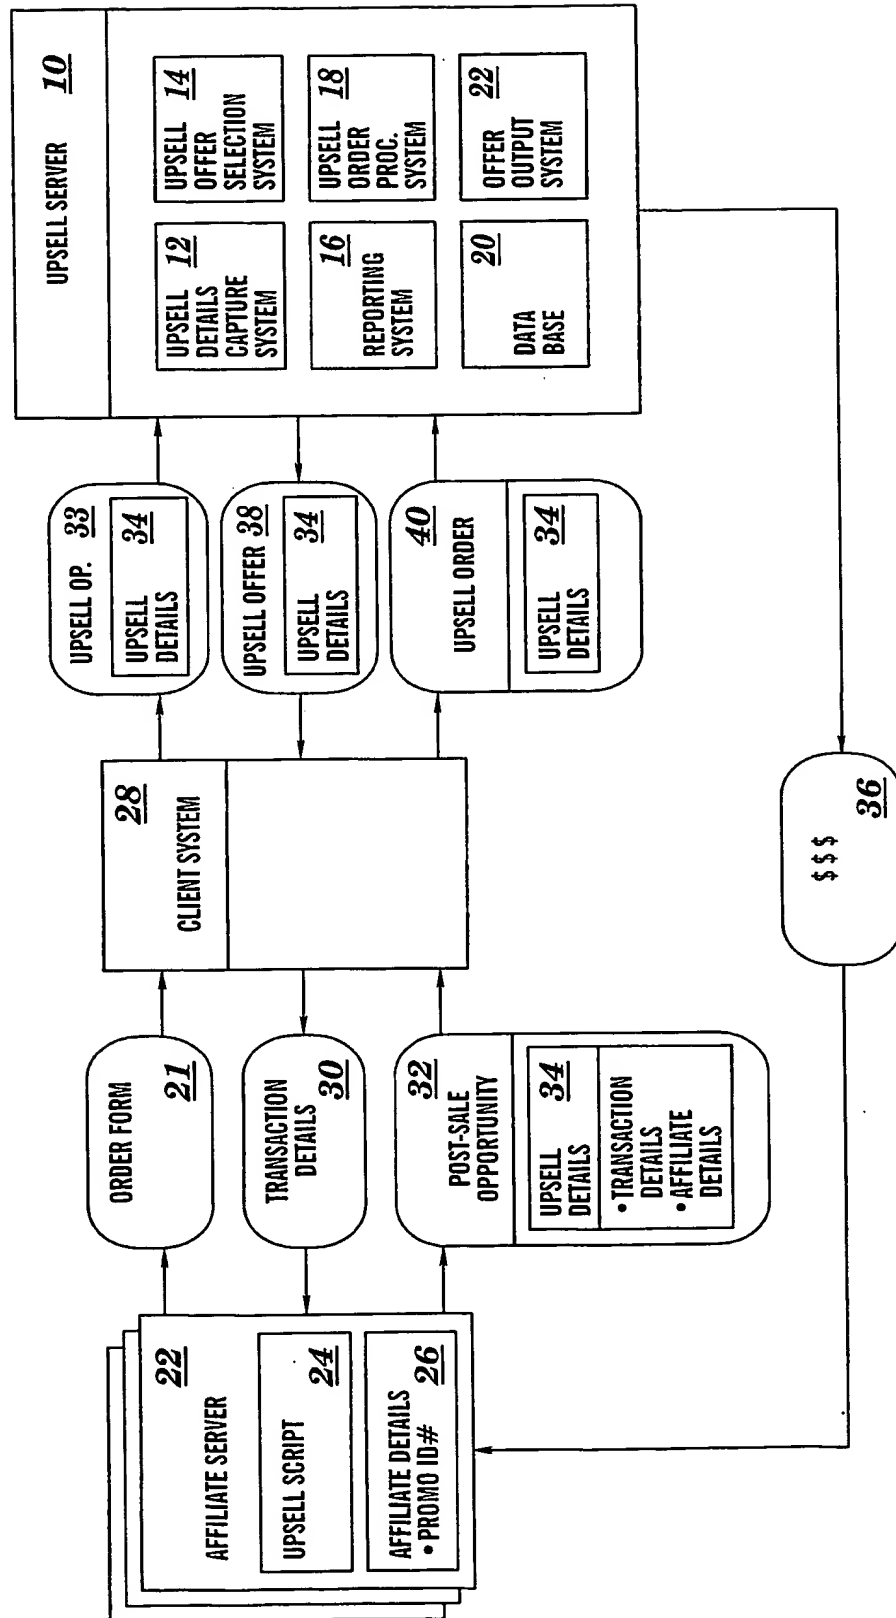 AFFILIATE SERVER
22
UPSELL SCRIPT
24
AFFILIATE DETAILS
• PROMO ID#
26
ORDER FORM
21
TRANSACTION
DETAILS
30
32
POST-SALE
OPPORTUNITY
UPSELL
DETAILS
34
• TRANSACTION
DETAILS
• AFFILIATE
DETAILS
28
CLIENT SYSTEM
UPSELL OP. 33
UPSELL
DETAILS
34
UPSELL OFFER 38
UPSELL
DETAILS
34
40
UPSELL ORDER
UPSELL
DETAILS
34
UPSELL SERVER
10
UPSELL
DETAILS
CAPTURE
SYSTEM
12
UPSELL
OFFER
SELECTION
SYSTEM
14
REPORTING
SYSTEM
16
UPSELL
ORDER
PROC.
SYSTEM
18
DATA
BASE
20
OFFER
OUTPUT
SYSTEM
22
$$$
36